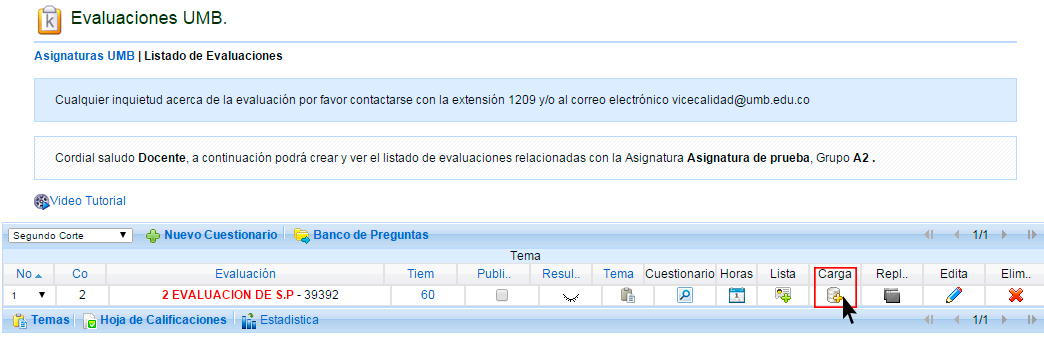 Evaluaciones UMB.
Asignaturas UMB | Listado de Evaluaciones
Cualquier inquietud acerca de la evaluación por favor contactarse con la extensión 1209 y/o al correo electrónico vicecalidad@umb.edu.co
Cordial saludo Docente, a continuación podrá crear y ver el listado de evaluaciones relacionadas con la Asignatura Asignatura de prueba, Grupo A2 .
Video Tutorial
Segundo Corte Nuevo Cuestionario Banco de Preguntas 1/1
Tema
No Co Evaluación Tiem Publi.. Resul... Tema Cuestionario Horas Lista Carga Repl.. Edita Elim..
1 2 2 EVALUACION DE S.P - 39392 60
Temas Hoja de Calificaciones Estadistica 1/1